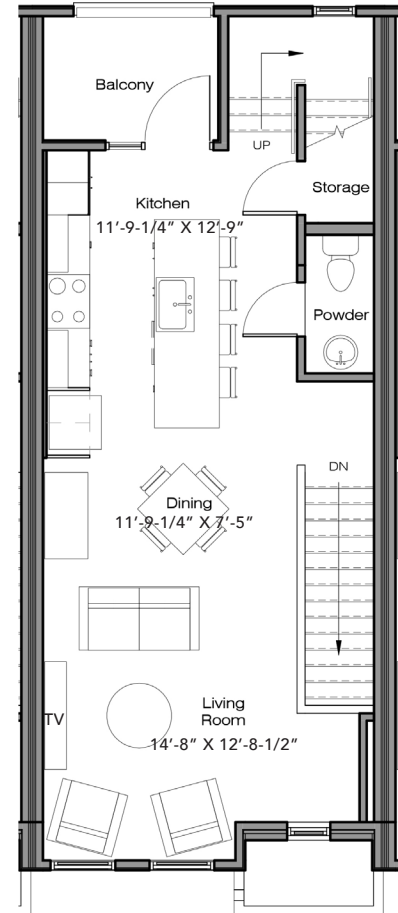 Balcony
UP
Kitchen
11'-9-1/4" X 12'-9"
Storage
Powder
DN
Dining
11'-9-1/4" X 7'-5"
Living
Room
TV
14'-8" X 12'-8-1/2"